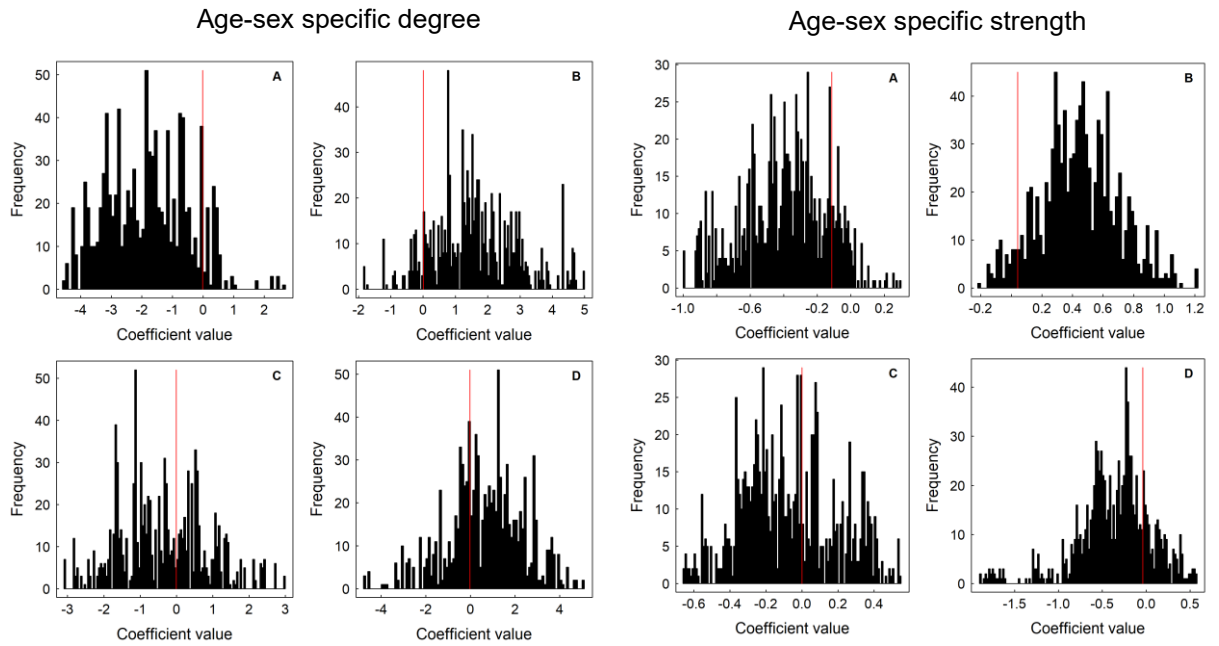 Age-sex specific degree
Age-sex specific strength
A
50
40
30
20
10
0
Frequency
-4 -3 -2 -1 0 1 2
Coefficient value
B
40
30
20
10
0
Frequency
-2 -1 0 1 2 3 4 5
Coefficient value
A
30
25
20
15
10
5
0
Frequency
-1.0 -0.8 -0.6 -0.4 -0.2 0.0 0.2
Coefficient value
B
40
30
20
10
0
Frequency
-0.2 0.2 0.4 0.6 0.8 1.0 1.2
Coefficient value
C
50
40
30
20
10
0
Frequency
-3 -2 -1 0 1 2 3
Coefficient value
D
50
40
30
20
10
0
Frequency
-4 -2 0 2 4
Coefficient value
C
30
25
20
15
10
5
0
Frequency
-0.6 -0.4 -0.2 0.0 0.2 0.4
Coefficient value
D
40
30
20
10
0
Frequency
-1.5 -1.0 -0.5 0.0 0.5
Coefficient value